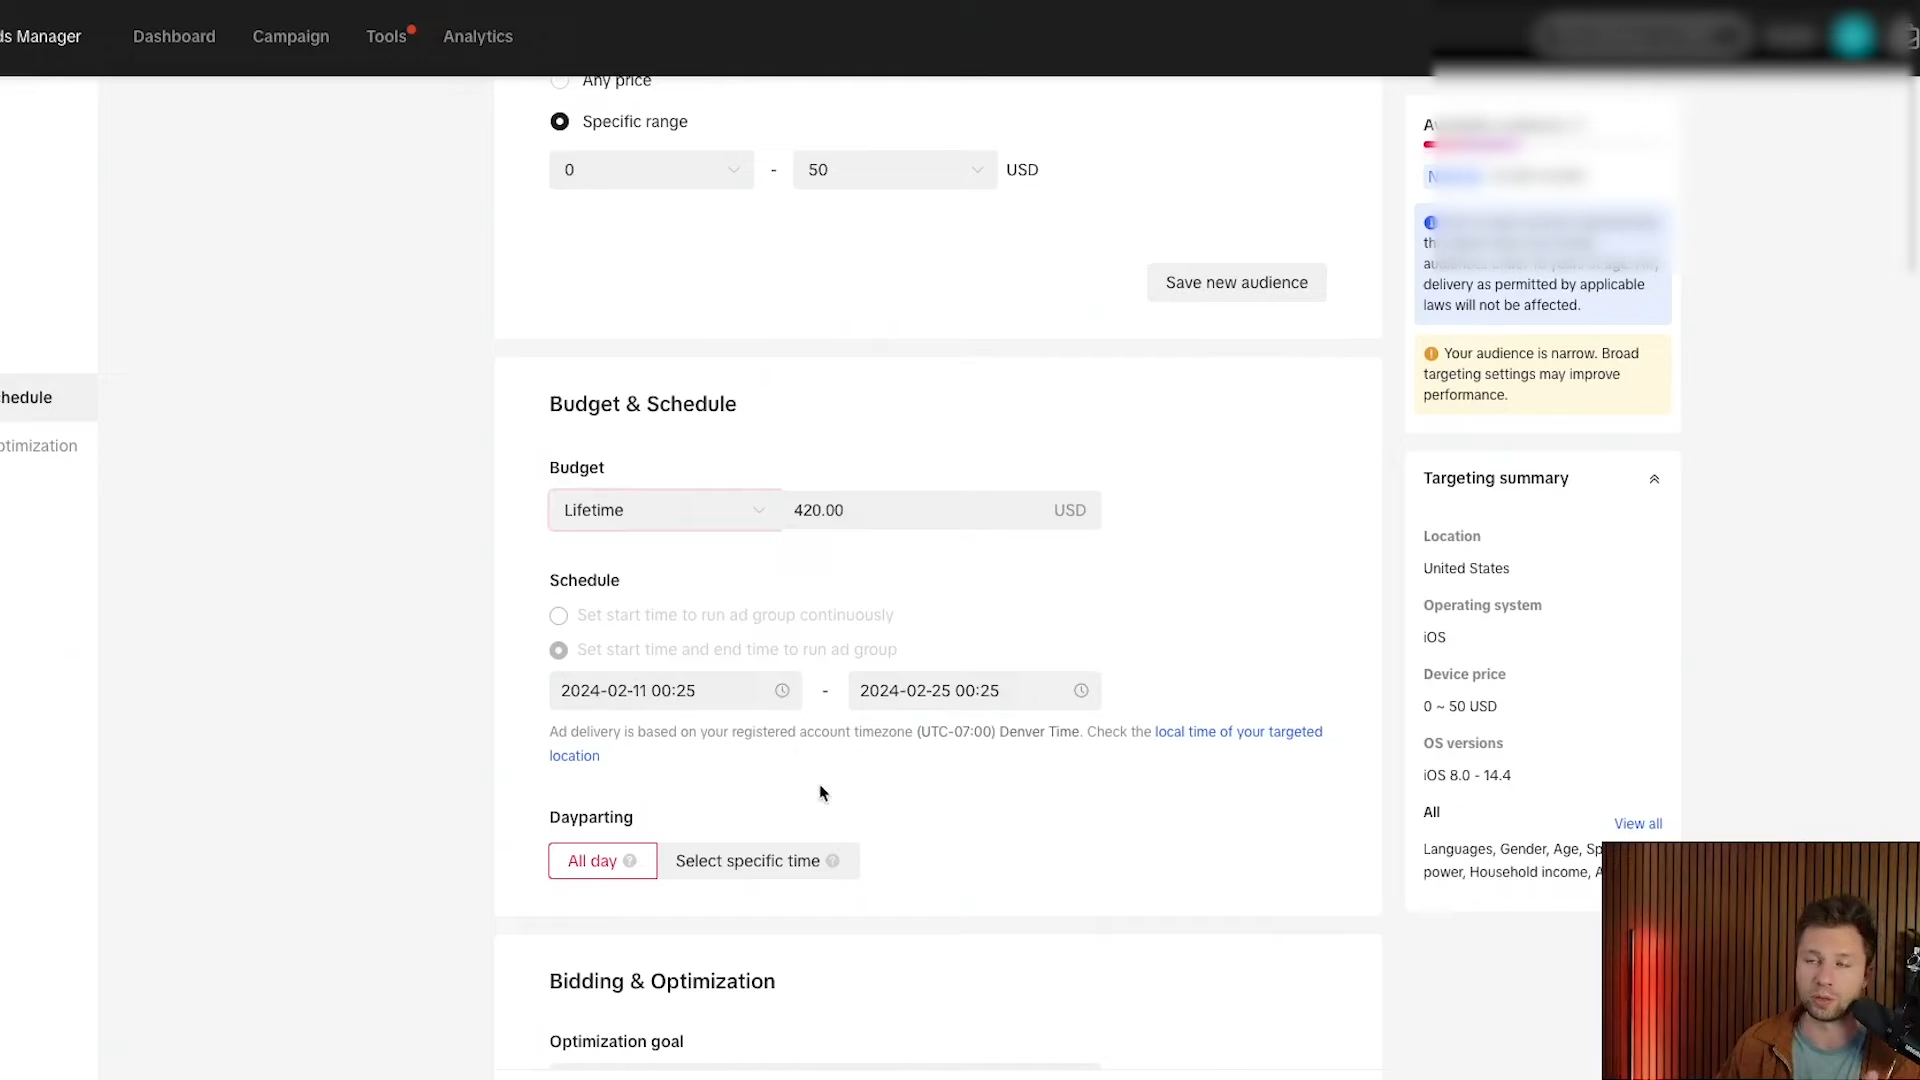 ds Manager
Dashboard
Campaign
Tools
Analytics
Any price
Specific range
0
-
50
USD
Save new audience
delivery as permitted by applicable
laws will not be affected.
Your audience is narrow. Broad
targeting settings may improve
performance.
hedule
ptimization
Budget & Schedule
Budget
Lifetime
420.00
USD
Schedule
Set start time to run ad group continuously
Set start time and end time to run ad group
2024-02-11 00:25
-
2024-02-25 00:25
Ad delivery is based on your registered account timezone (UTC-07:00) Denver Time. Check the local time of your targeted
location
Dayparting
All day
Select specific time
Bidding & Optimization
Optimization goal
Targeting summary
Location
United States
Operating system
iOS
Device price
0 ~ 50 USD
OS versions
iOS 8.0 - 14.4
All
View all
Languages, Gender, Age, Sp
power, Household income, A